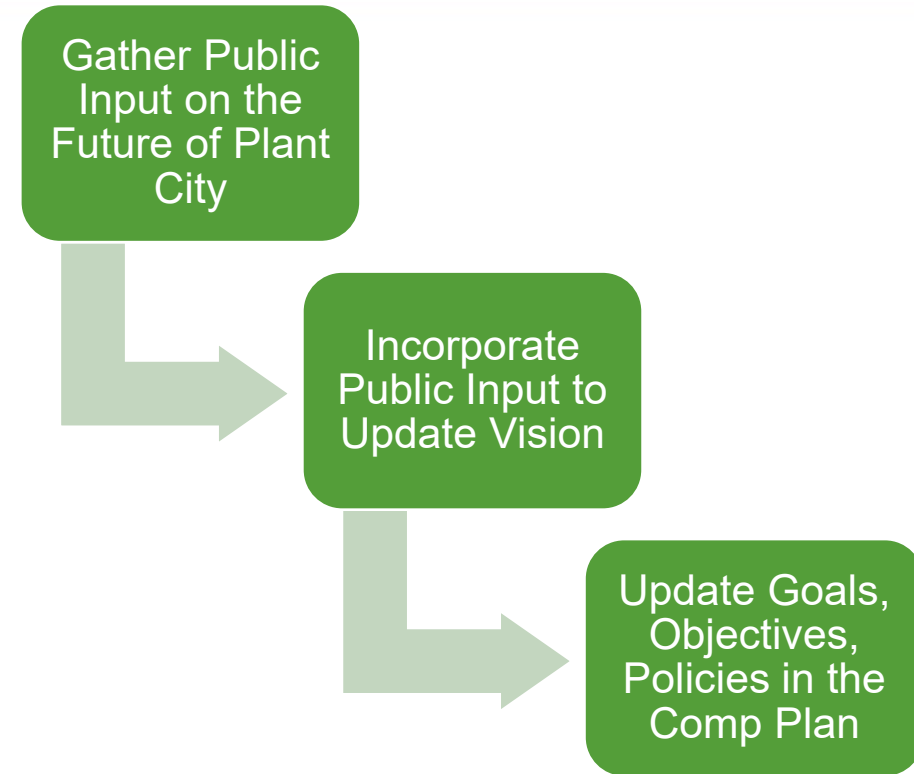 Gather Public
Input on the
Future of Plant
City
Incorporate
Public Input to
Update Vision
Update Goals,
Objectives,
Policies in the
Comp Plan